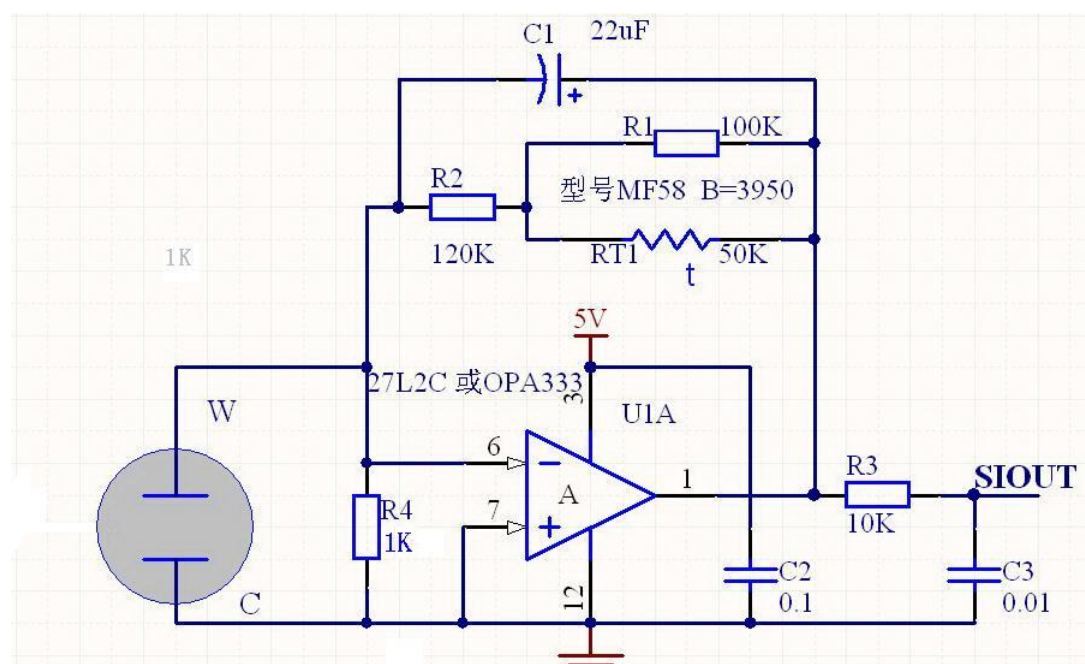 C1 22uF
R1 100K
R2
型号MF58 B=3950
120K
RT1 50K
t
1K
5V
27L2C 或OPA333
3
U1A
W
6
1
A
7
R4
1K
R3
SIOUT
10K
12
C2
0.1
C3
0.01
C